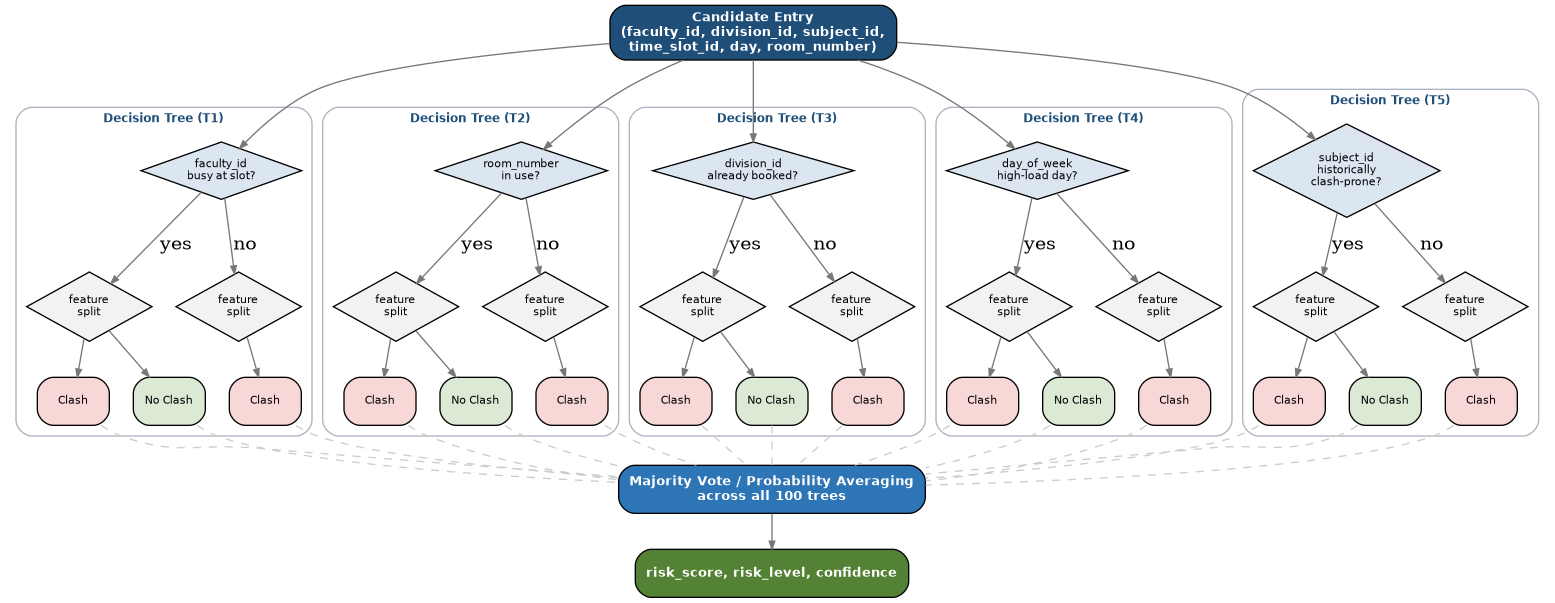 Candidate Entry
(faculty_id, division_id, subject_id,
time_slot_id, day, room_number)
Decision Tree (T1)
Decision Tree (T2)
Decision Tree (T3)
Decision Tree (T4)
Decision Tree (T5)
faculty_id
busy at slot?
room_number
in use?
division_id
already booked?
day_of_week
high-load day?
subject_id
historically
clash-prone?
yes
no
yes
no
yes
no
yes
no
yes
no
feature
split
feature
split
feature
split
feature
split
feature
split
feature
split
feature
split
feature
split
feature
split
feature
split
Clash
No Clash
Clash
Clash
No Clash
Clash
Clash
No Clash
Clash
Clash
No Clash
Clash
Clash
No Clash
Clash
Majority Vote / Probability Averaging
across all 100 trees
risk_score, risk_level, confidence